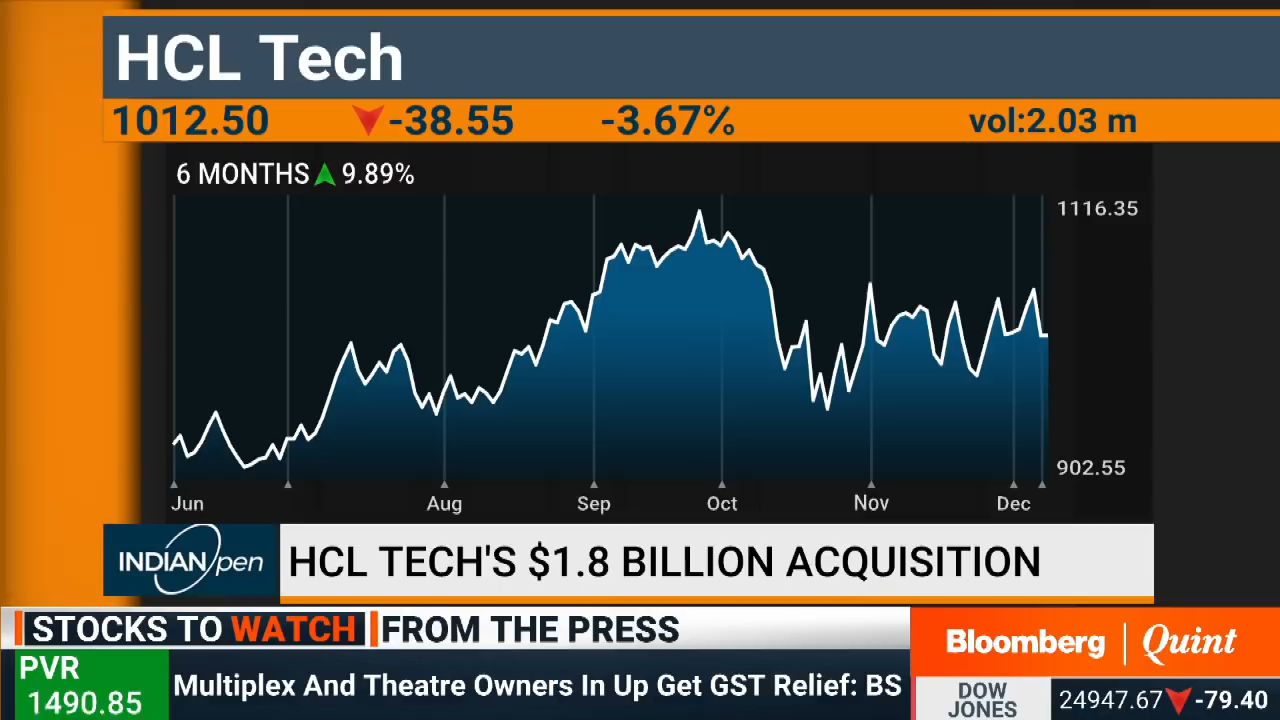 HCL Tech
1012.50 -38.55 -3.67% vol:2.03 m
6 MONTHS 9.89%
1116.35
902.55
Jun Aug Sep Oct Nov Dec
INDIAN Open
HCL TECH'S $1.8 BILLION ACQUISITION
STOCKS TO WATCH FROM THE PRESS
Bloomberg | Quint
PVR
1490.85
Multiplex And Theatre Owners In Up Get GST Relief: BS
DOW
JONES
24947.67 -79.40